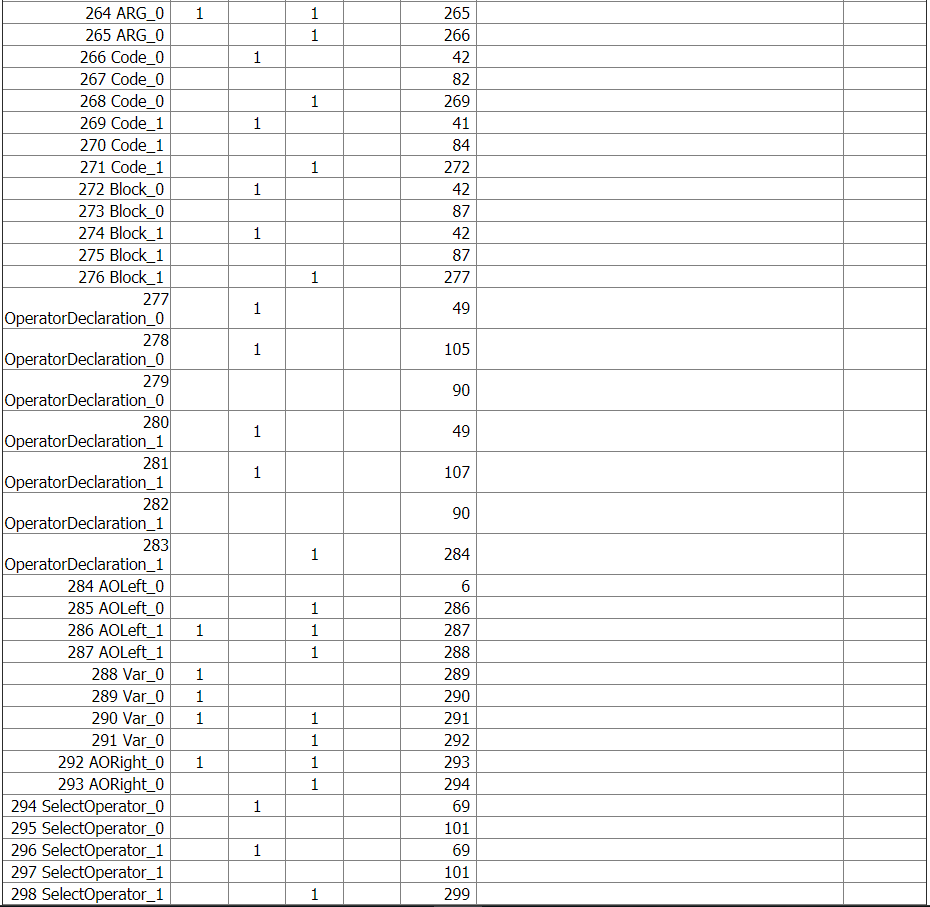 264 ARG_0 1 1 265
265 ARG_0 1 266
266 Code_0 1 42
267 Code_0 82
268 Code_0 1 269
269 Code_1 1 41
270 Code_1 84
271 Code_1 1 272
272 Block_0 1 42
273 Block_0 87
274 Block_1 1 42
275 Block_1 87
276 Block_1 1 277
277
OperatorDeclaration_0 1 49
278
OperatorDeclaration_0 1 105
279
OperatorDeclaration_0 90
280
OperatorDeclaration_1 1 49
281
OperatorDeclaration_1 1 107
282
OperatorDeclaration_1 90
283
OperatorDeclaration_1 1 284
284 AOLeft_0 6
285 AOLeft_0 1 286
286 AOLeft_1 1 1 287
287 AOLeft_1 1 288
288 Var_0 1 289
289 Var_0 1 290
290 Var_0 1 1 291
291 Var_0 1 292
292 AORight_0 1 1 293
293 AORight_0 1 294
294 SelectOperator_0 1 69
295 SelectOperator_0 101
296 SelectOperator_1 1 69
297 SelectOperator_1 101
298 SelectOperator_1 1 299